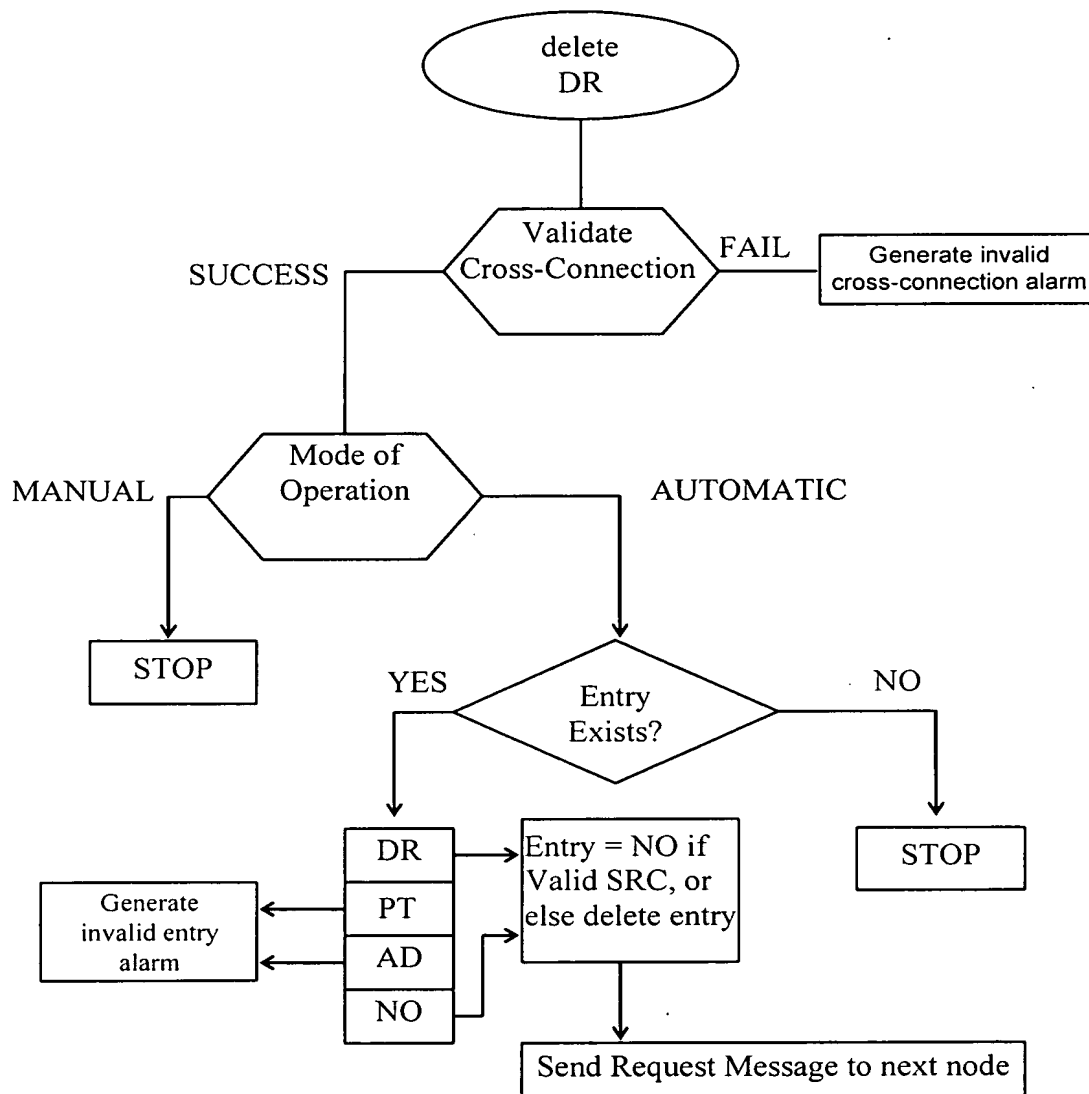 delete
DR
Validate
Cross-Connection
SUCCESS
FAIL
Generate invalid
cross-connection alarm
Mode of
Operation
MANUAL
AUTOMATIC
STOP
YES
Entry
Exists?
NO
STOP
DR
PT
AD
NO
Entry = NO if
Valid SRC, or
else delete entry
Generate
invalid entry
alarm
Send Request Message to next node